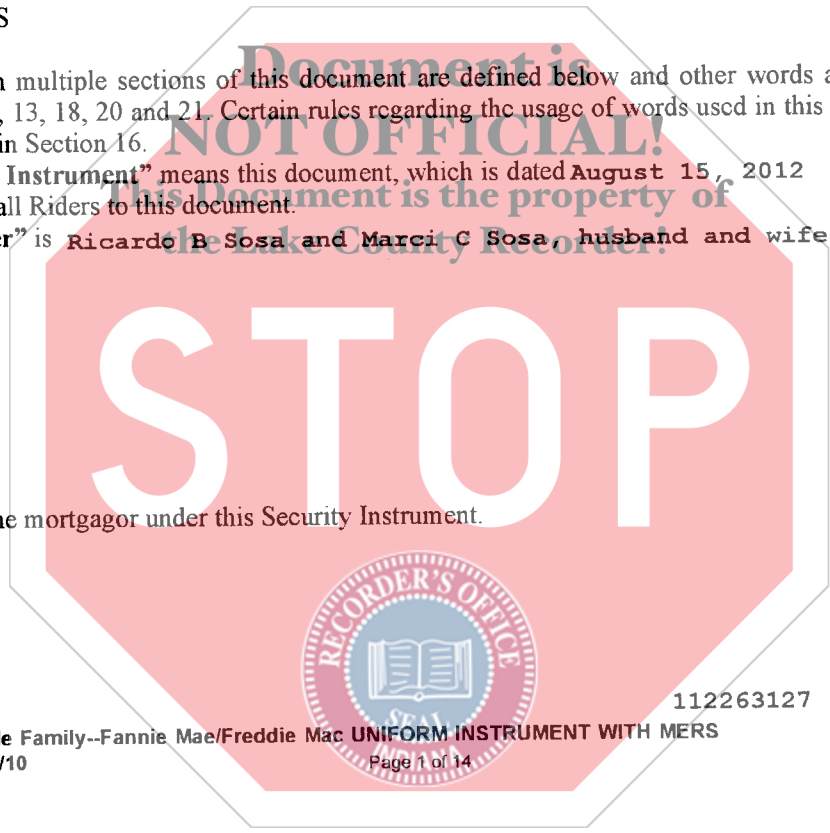 S
Document is
n multiple sections of this document are defined below and other words a
, 13, 18, 20 and 21. Certain rules regarding the usage of words used in this
NOT OFFICIAL!
in Section 16.
Instrument” means this document, which is dated August 15, 2012
This Document is the property of
all Riders to this document.
er” is Ricardo B Sosa and Marci C Sosa, husband and wife
the Lake County Recorder!
STOP
ne mortgagor under this Security Instrument.
RECORDER'S OFFICE
SEAL
INDIANA
112263127
le Family--Fannie Mae/Freddie Mac UNIFORM INSTRUMENT WITH MERS
/10
Page 1 of 14